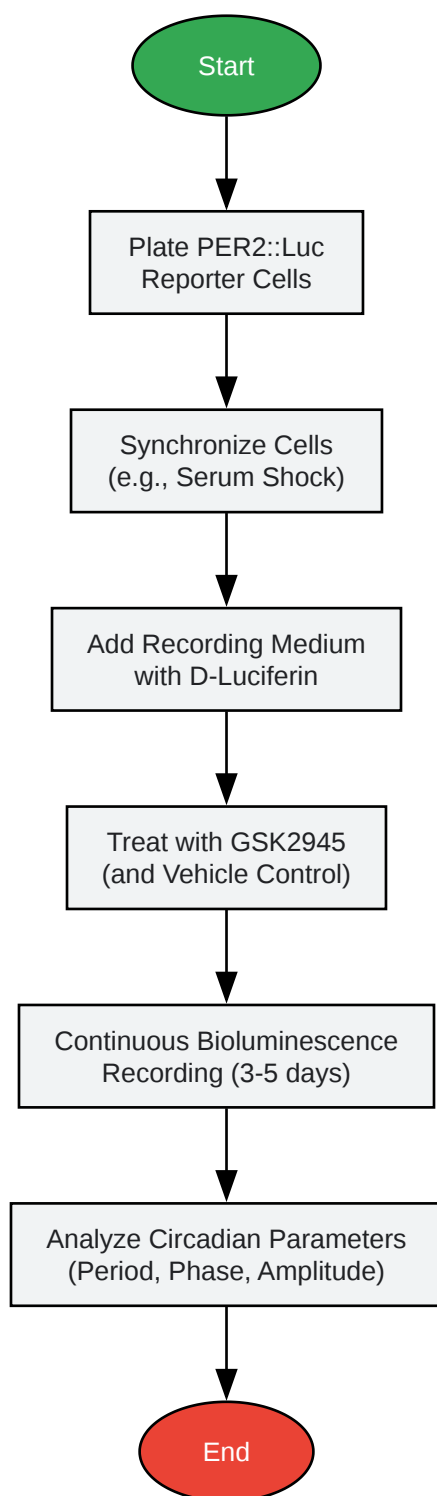 Start
Plate PER2::Luc
Reporter Cells
Synchronize Cells
(e.g., Serum Shock)
Add Recording Medium
with D-Luciferin
Treat with GSK2945
(and Vehicle Control)
Continuous Bioluminescence
Recording (3-5 days)
Analyze Circadian Parameters
(Period, Phase, Amplitude)
End